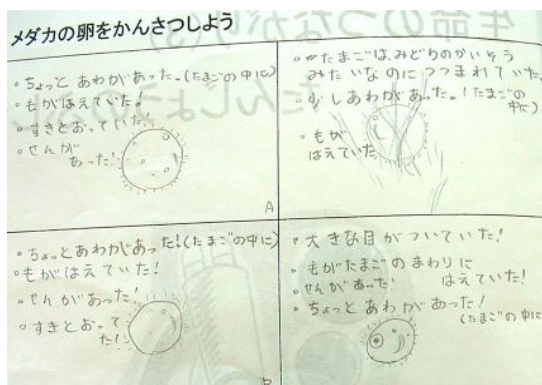 メダカの卵をかんさつしよう
・ちょっとあわがあった。(たまごの中に)
・もがはえていた!
・すきとおっていた!
・せんが
あった!
A
・たまごは、みどりのかいそう
みたいなのにつつまれていた。
・少しあわがあった。(たまごの
中に)
・もが
はえていた
・ちょっとあわがあった!(たまごの中に)
・もがはえていた!
・せんがあった!
・すきとおって
た!
B
・大きな目がついていた!
・もがたまごのまわりに
はえていた!
・せんがあった!
・ちょっとあわがあった!
(たまごの中に